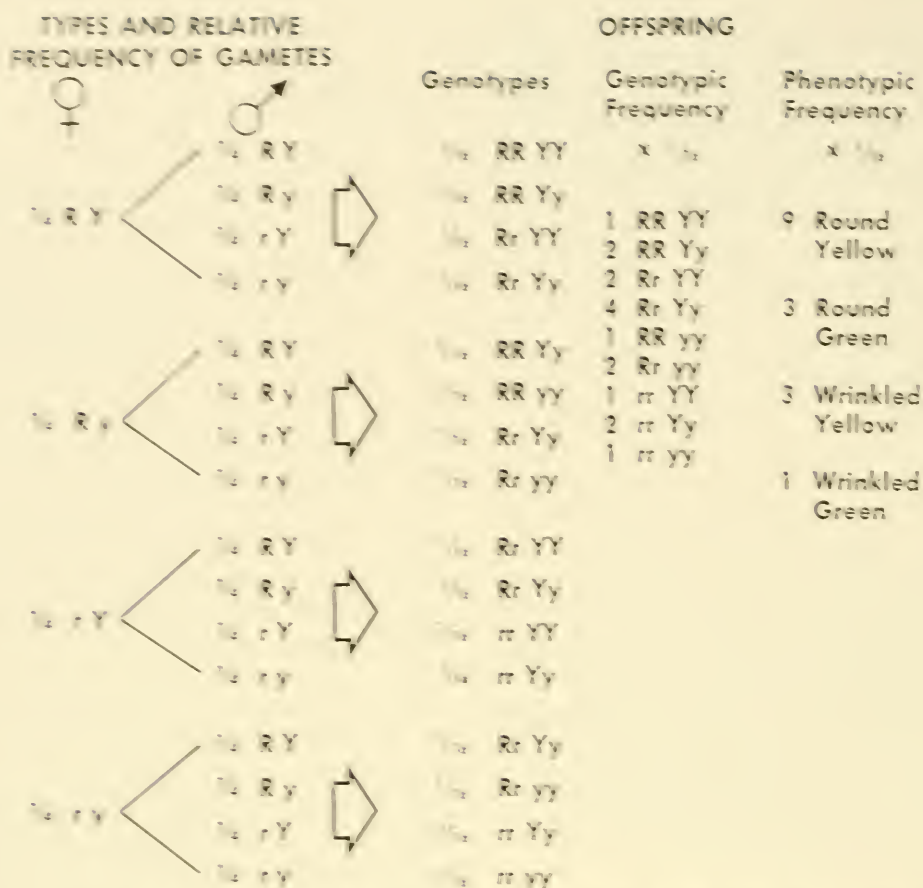 TYPES AND RELATIVE
FREQUENCY OF GAMETES
♀
♂
R Y
R Y
R y
r Y
r y
R y
R Y
R y
r Y
r y
r Y
R Y
R y
r Y
r y
r y
R Y
R y
r Y
r y
OFFSPRING
Genotypes
RR YY
RR Yy
Rr YY
Rr Yy
RR Yy
RR yy
Rr Yy
Rr yy
Rr YY
Rr Yy
rr YY
rr Yy
Rr Yy
Rr yy
rr Yy
rr yy
Genotypic
Frequency
x
1 RR YY
2 RR Yy
2 Rr YY
4 Rr Yy
1 RR yy
2 Rr yy
1 rr YY
2 rr Yy
1 rr yy
Phenotypic
Frequency
x
9 Round
Yellow
3 Round
Green
3 Wrinkled
Yellow
1 Wrinkled
Green